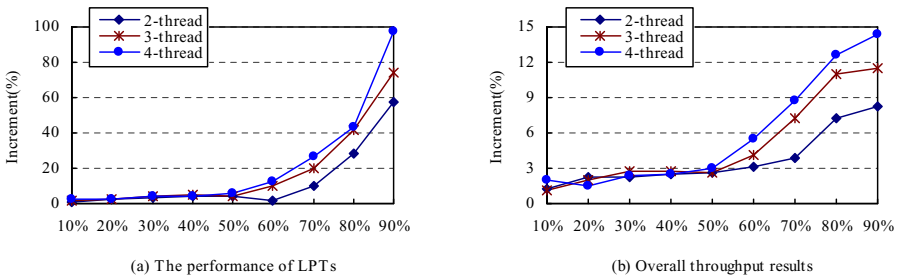 2-thread
3-thread
4-thread
Increment(%)
100
80
60
40
20
0
10% 20% 30% 40% 50% 60% 70% 80% 90%
(a) The performance of LPTs
2-thread
3-thread
4-thread
Increment(%)
15
12
9
6
3
0
10% 20% 30% 40% 50% 60% 70% 80% 90%
(b) Overall throughput results